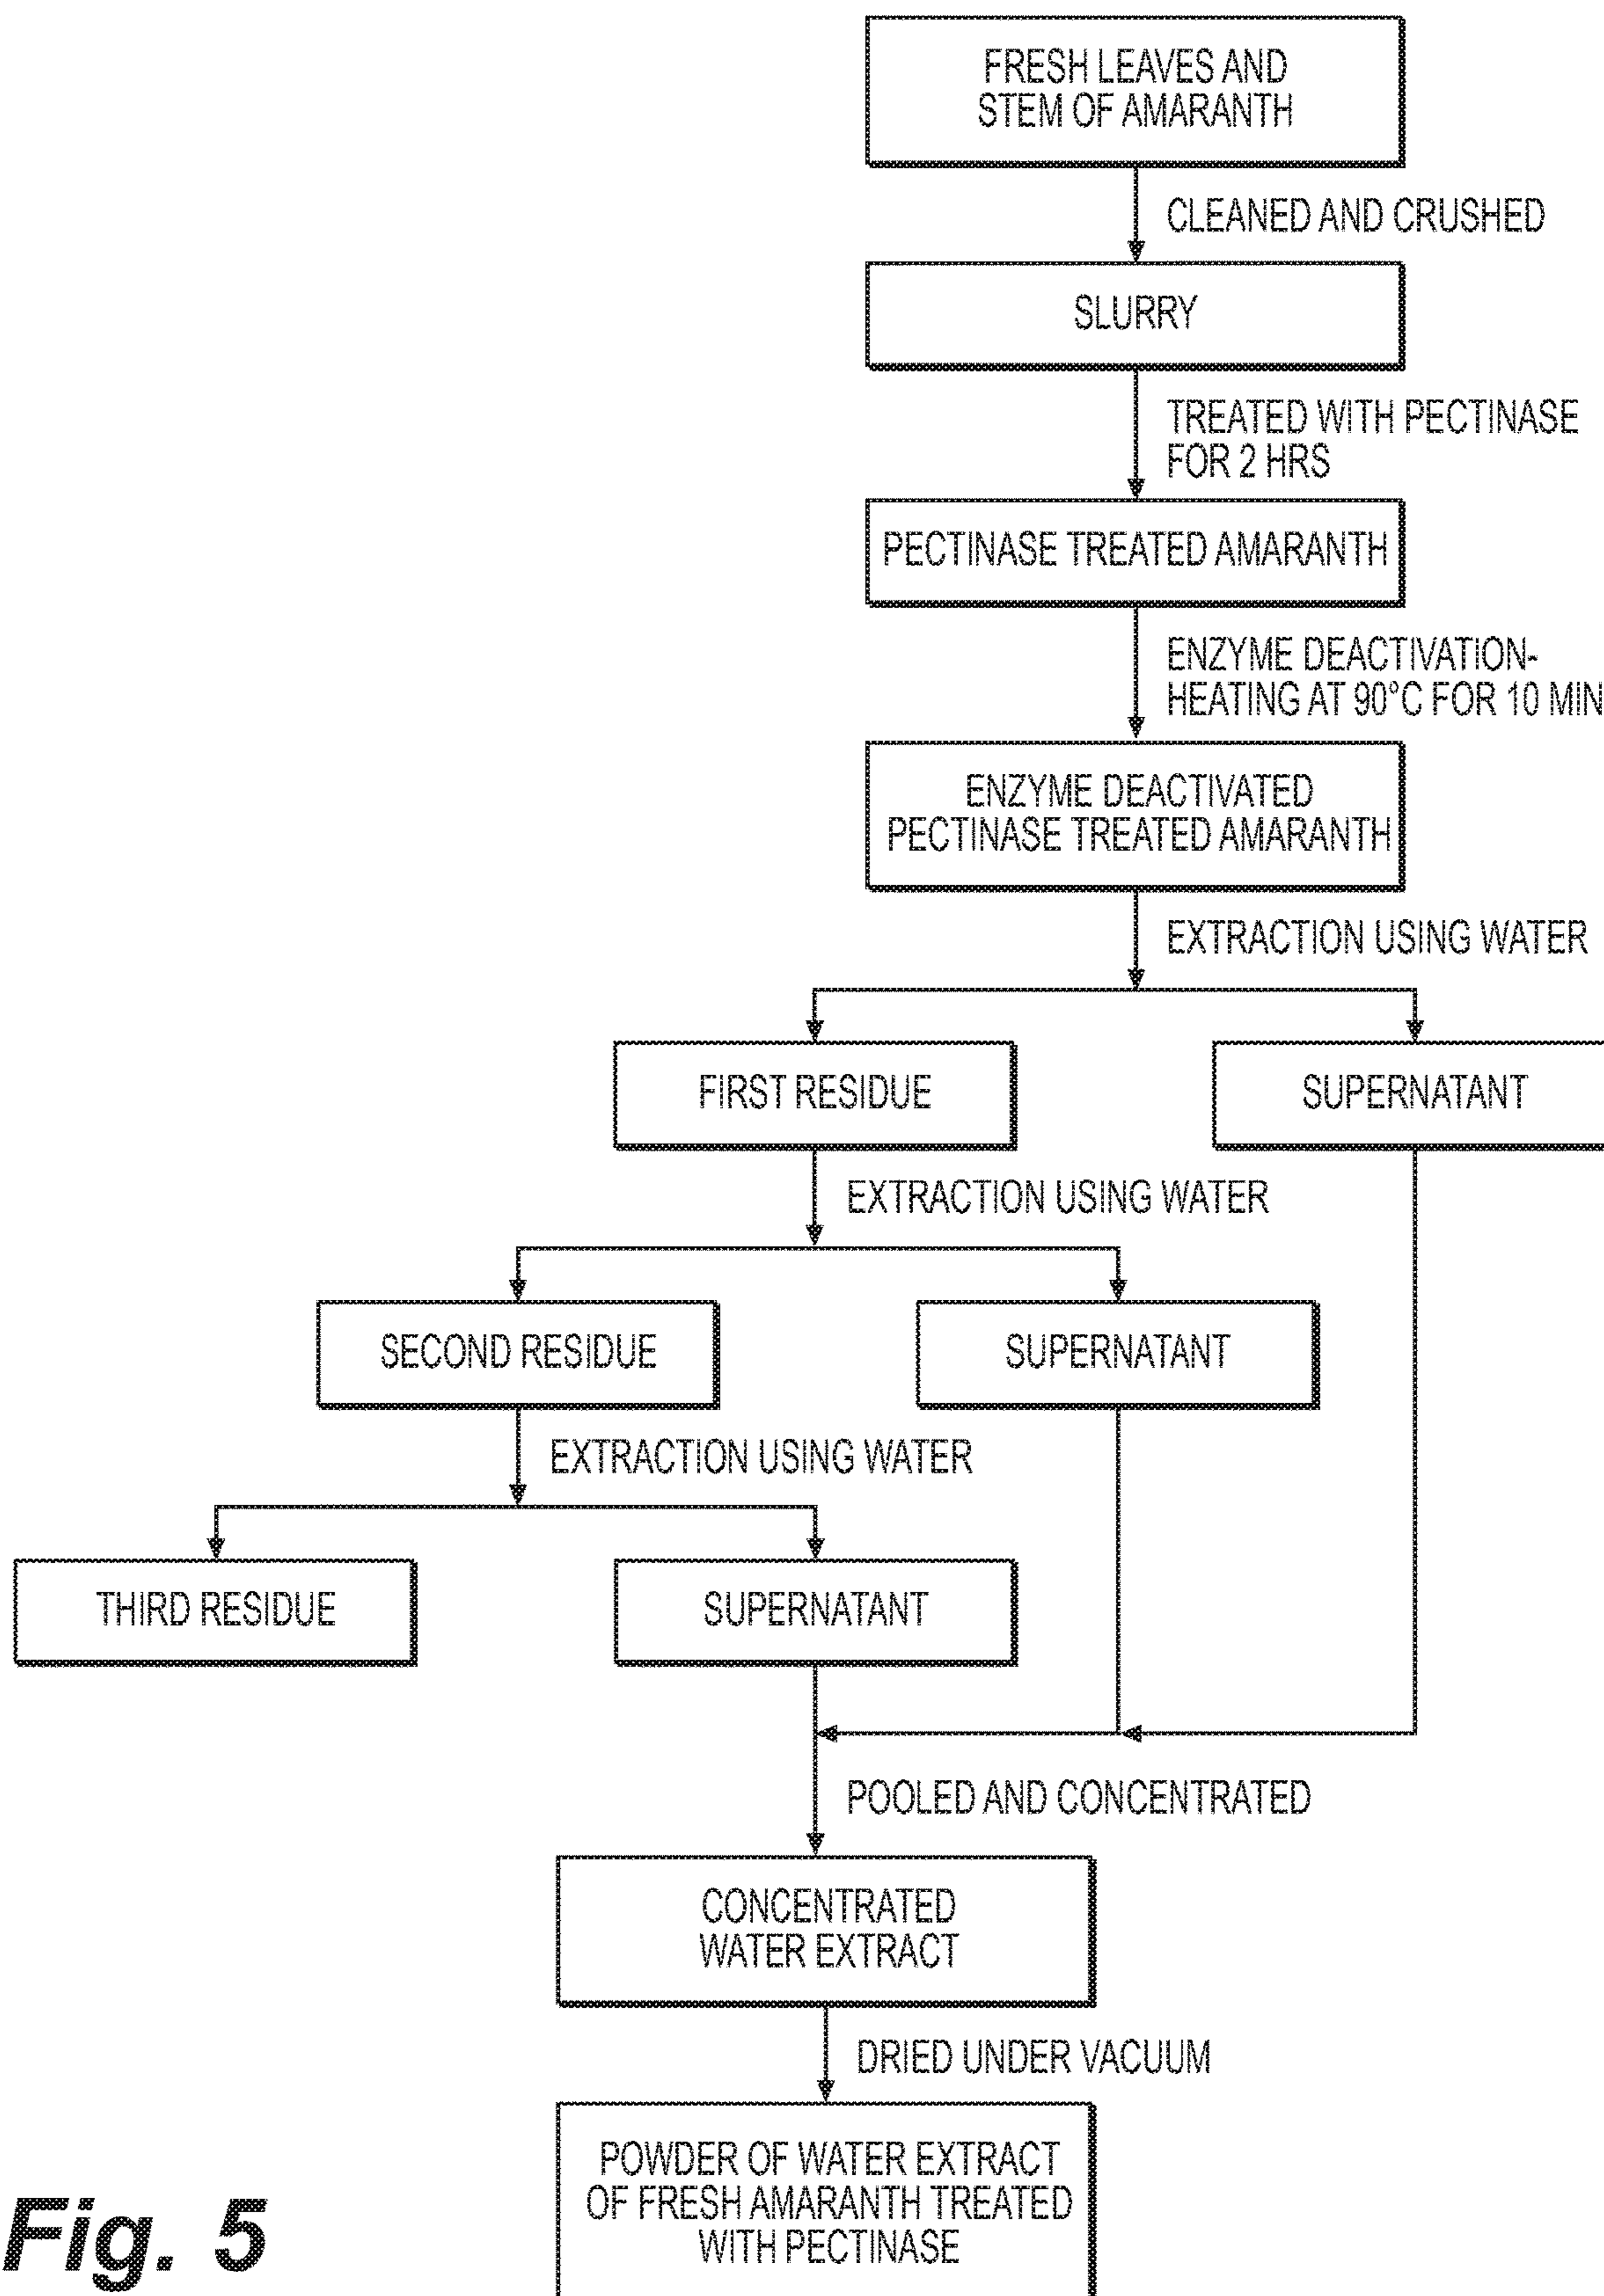 FRESH LEAVES AND
STEM OF AMARANTH
CLEANED AND CRUSHED
SLURRY
TREATED WITH PECTINASE
FOR 2 HRS
PECTINASE TREATED AMARANTH
ENZYME DEACTIVATION-
HEATING AT 90°C FOR 10 MIN
ENZYME DEACTIVATED
PECTINASE TREATED AMARANTH
EXTRACTION USING WATER
FIRST RESIDUE
SUPERNATANT
EXTRACTION USING WATER
SECOND RESIDUE
SUPERNATANT
EXTRACTION USING WATER
THIRD RESIDUE
SUPERNATANT
POOLED AND CONCENTRATED
CONCENTRATED
WATER EXTRACT
DRIED UNDER VACUUM
POWDER OF WATER EXTRACT
OF FRESH AMARANTH TREATED
WITH PECTINASE
Fig. 5